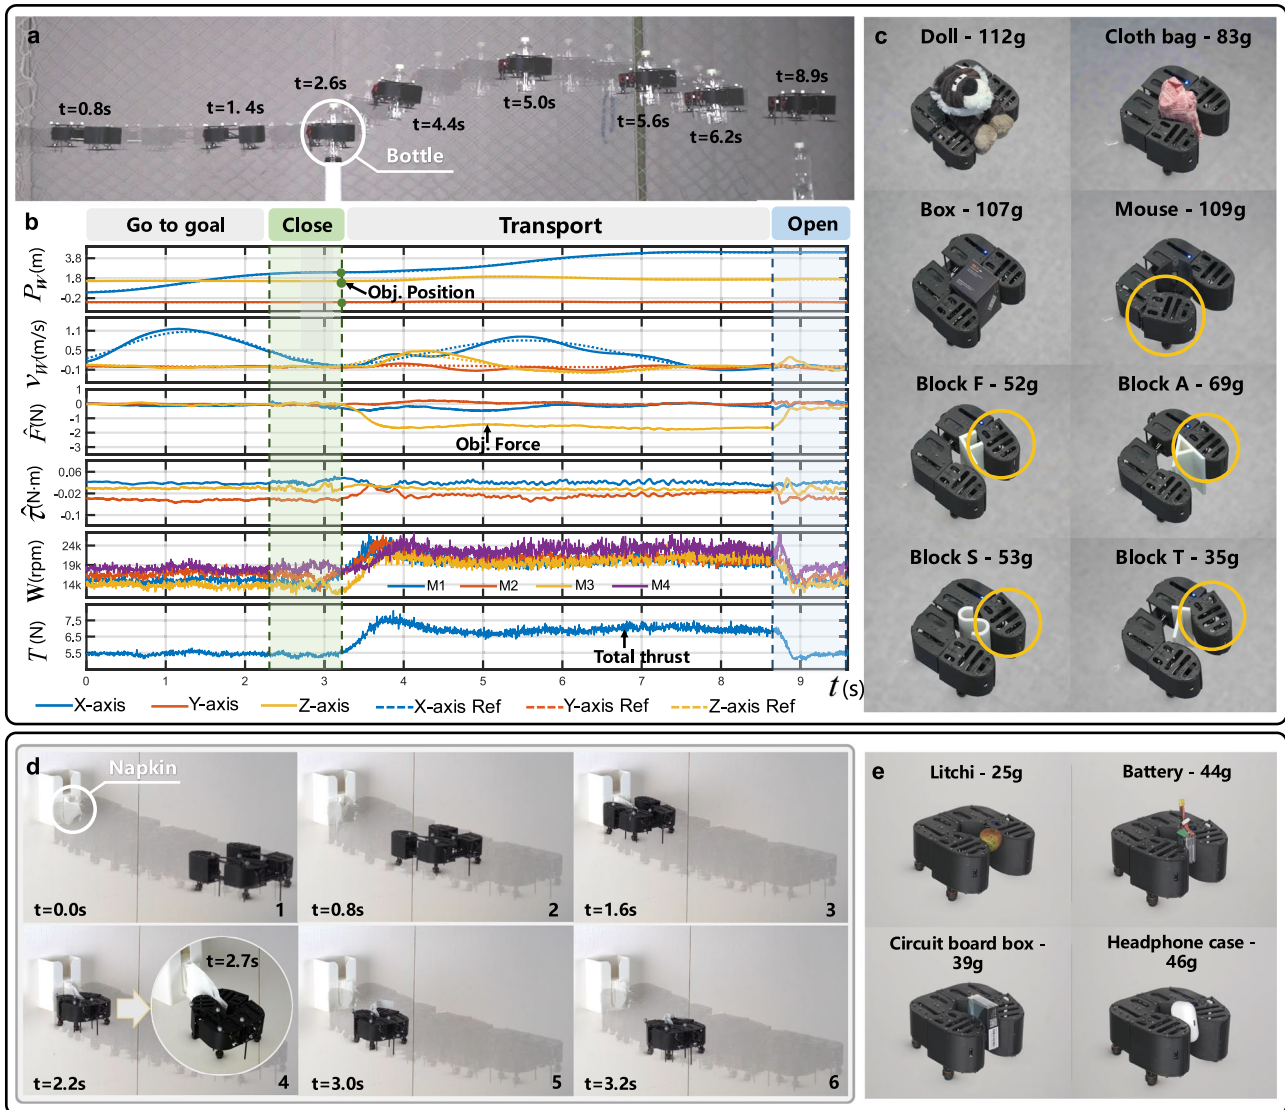 a
t=0.8s
t=1. 4s
t=2.6s
t=4.4s
t=5.0s
t=5.6s
t=6.2s
t=8.9s
Bottle
b
Go to goal
Close
Transport
Open
P_W(m)
3.8
1.8
-0.2
Obj. Position
v_W(m/s)
1.1
0.5
-0.1
F̂(N)
1
0
-1
-2
-3
Obj. Force
τ̂(N·m)
0.06
-0.02
-0.1
W(rpm)
24k
19k
14k
M1 M2 M3 M4
T (N)
7.5
6.5
5.5
Total thrust
0 1 2 3 4 5 6 7 8 9
t(s)
X-axis Y-axis Z-axis X-axis Ref Y-axis Ref Z-axis Ref
c
Doll - 112g
Cloth bag - 83g
Box - 107g
Mouse - 109g
Block F - 52g
Block A - 69g
Block S - 53g
Block T - 35g
d
Napkin
t=0.0s
1
t=0.8s
2
t=1.6s
3
t=2.7s
t=2.2s
4
t=3.0s
5
t=3.2s
6
e
Litchi - 25g
Battery - 44g
Circuit board box -
39g
Headphone case -
46g